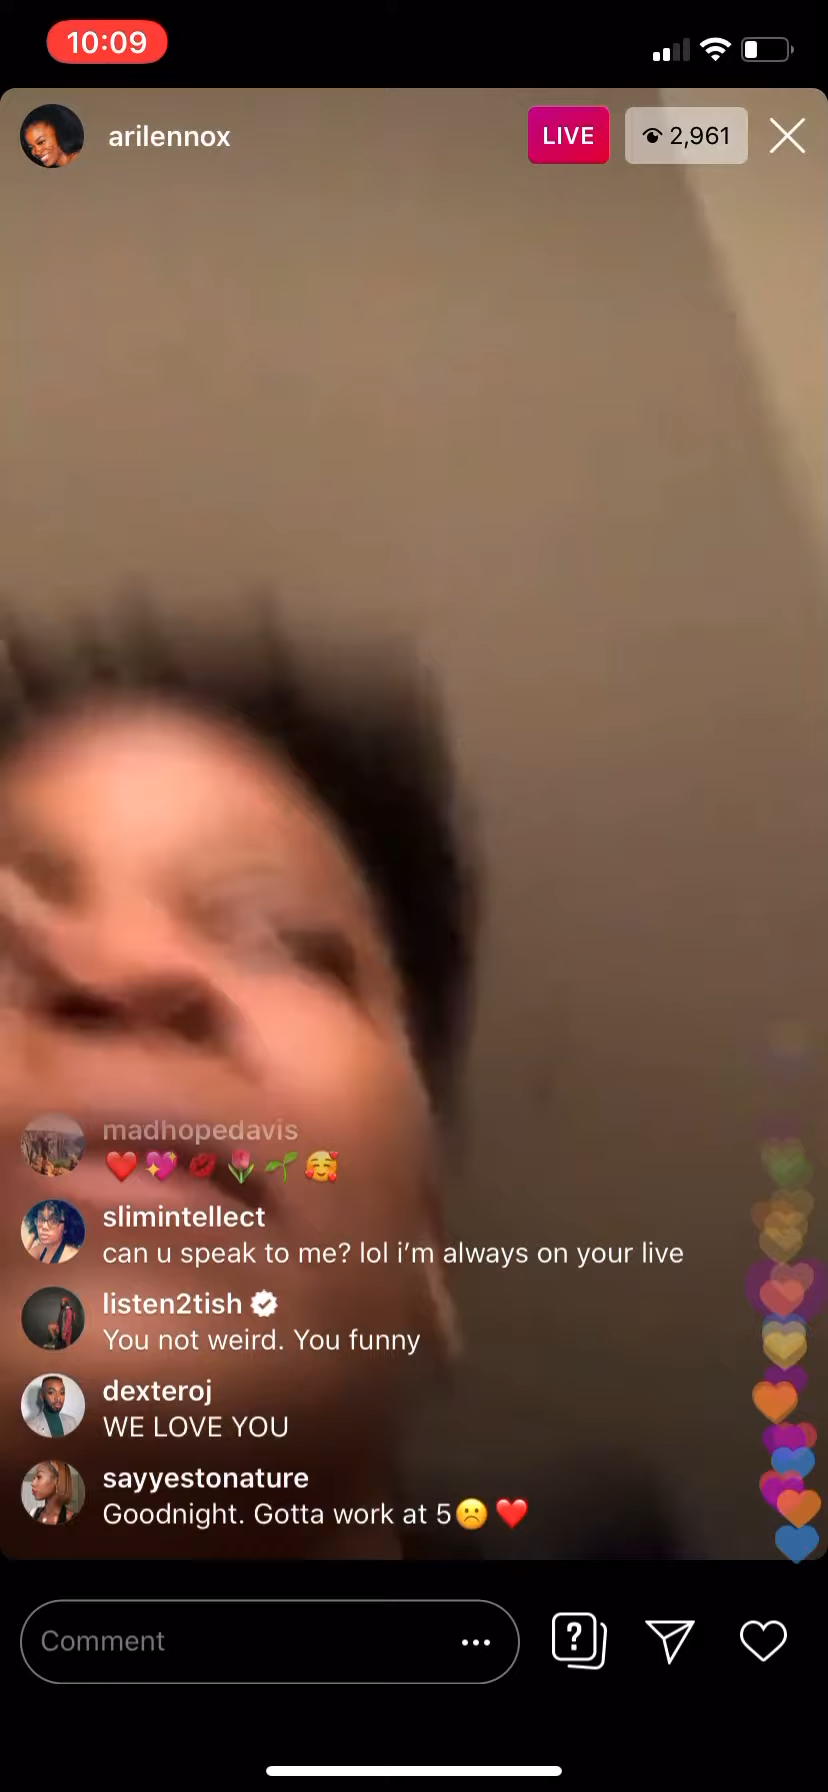 10:09
arilennox
LIVE
2,961
madhopedavis
❤️💖💋🌷🌱🥰
slimintellect
can u speak to me? lol i’m always on your live
listen2tish
You not weird. You funny
dexteroj
WE LOVE YOU
sayyestonature
Goodnight. Gotta work at 5☹️❤️
Comment
?